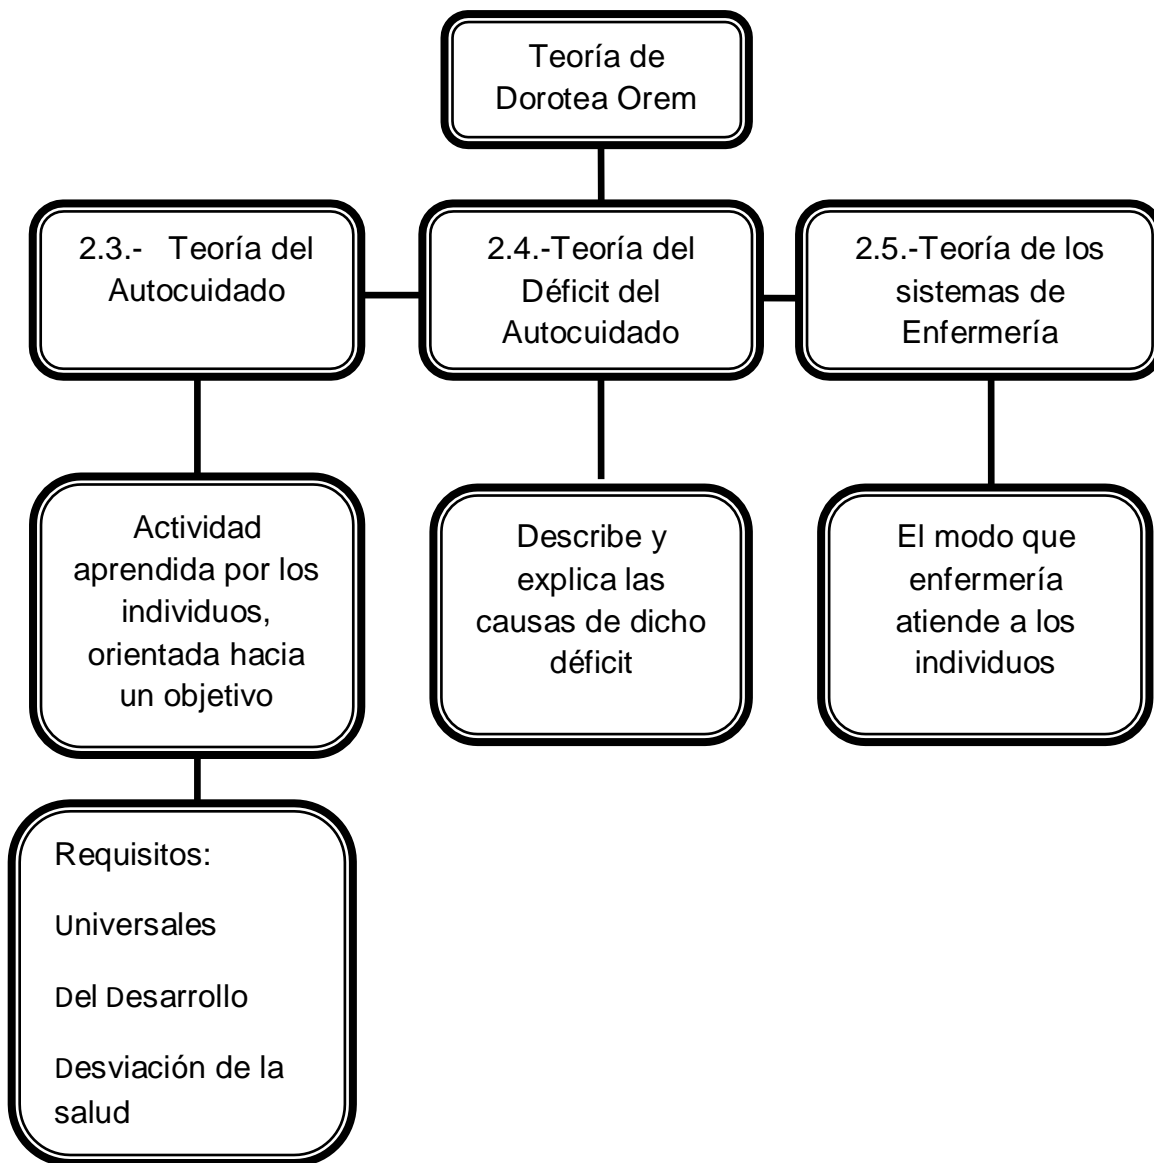 Teoría de
Dorotea Orem
2.3.- Teoría del
Autocuidado
2.4.-Teoría del
Déficit del
Autocuidado
2.5.-Teoría de los
sistemas de
Enfermería
Actividad
aprendida por los
individuos,
orientada hacia
un objetivo
Describe y
explica las
causas de dicho
déficit
El modo que
enfermería
atiende a los
individuos
Requisitos:
Universales
Del Desarrollo
Desviación de la
salud